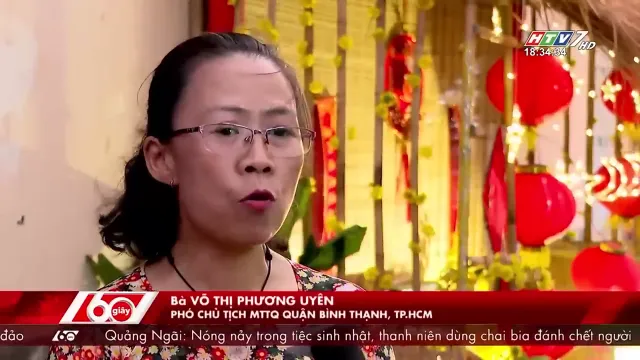 HTV7 HD
18:34:34
Bà VÕ THỊ PHƯƠNG UYÊN
PHÓ CHỦ TỊCH MTTQ QUẬN BÌNH THẠNH, TP.HCM
60 giây
đảo 60 giây Quảng Ngãi: Nóng nảy trong tiệc sinh nhật, thanh niên dùng chai bia đánh chết người